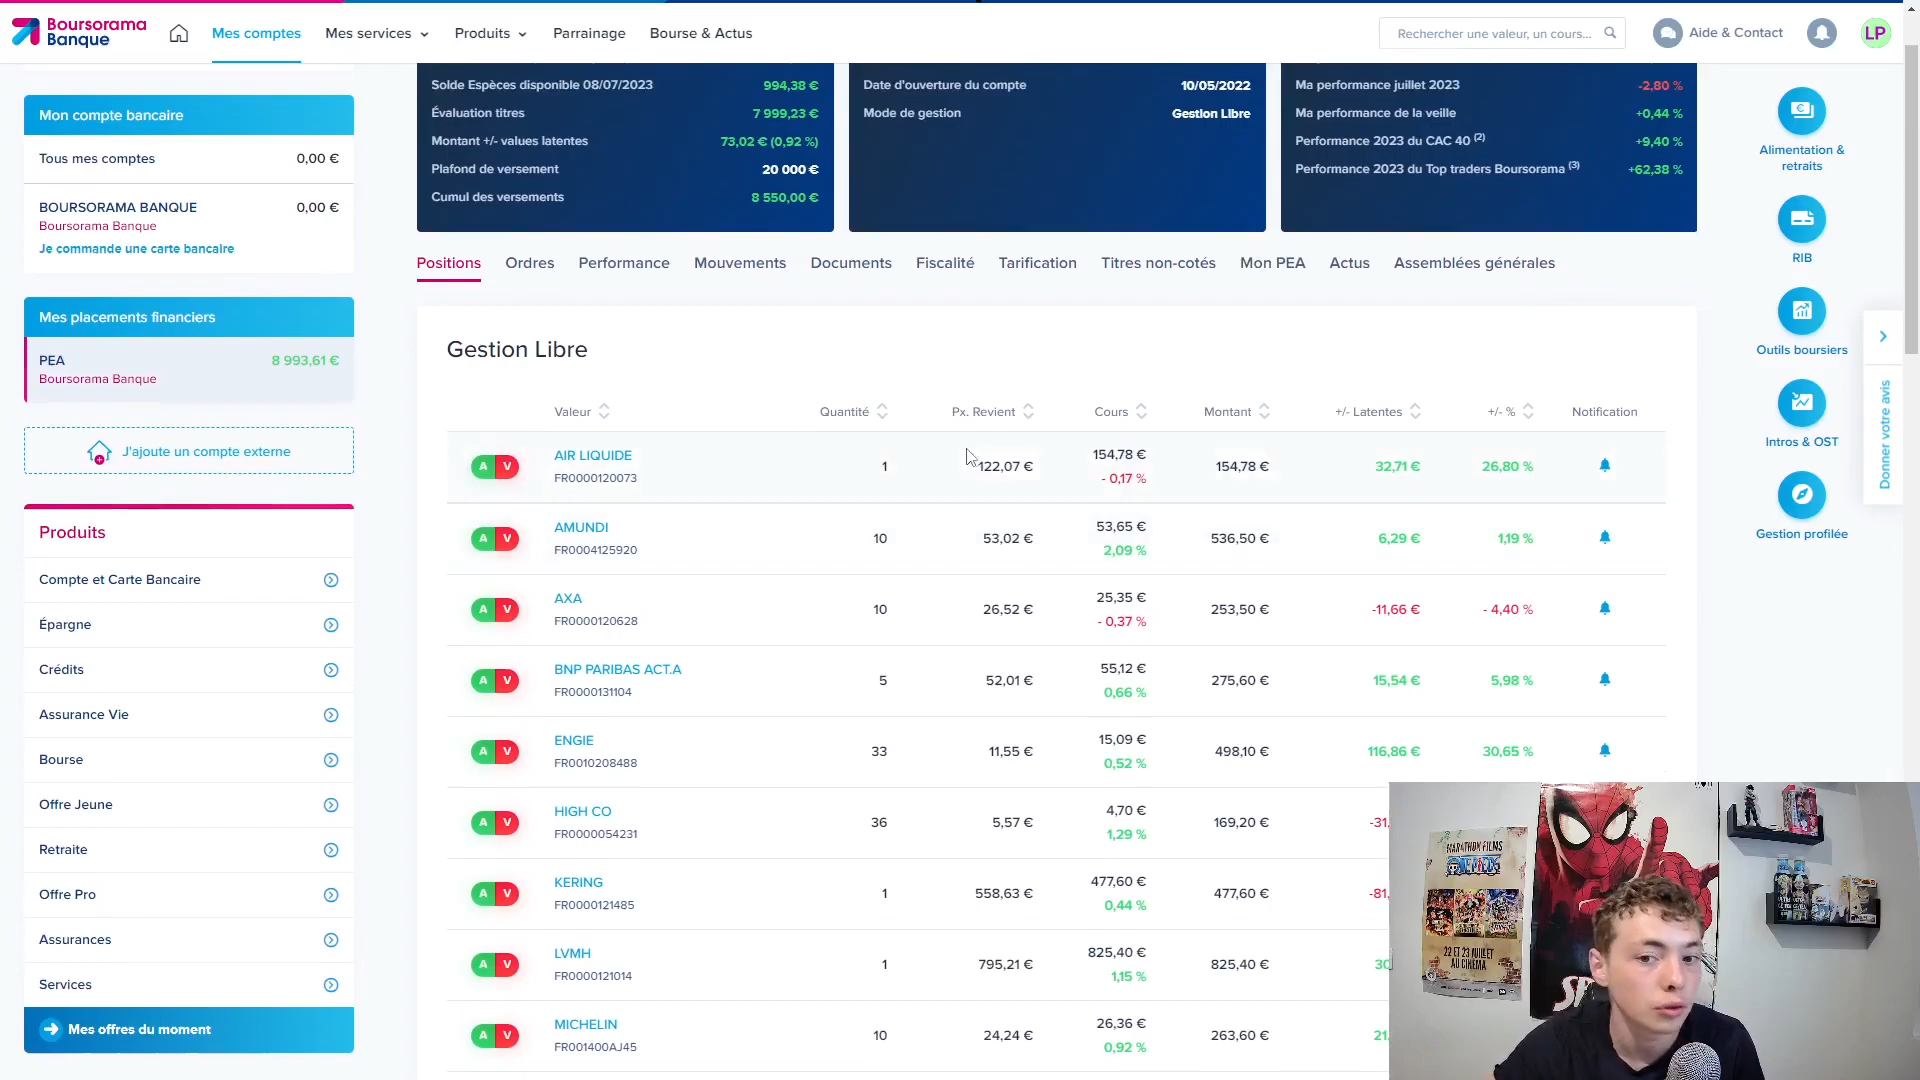 Boursorama
Banque
Mes comptes
Mes services
Produits
Parrainage
Bourse & Actus
Rechercher une valeur, un cours...
Aide & Contact
LP
Mon compte bancaire
Tous mes comptes 0,00 €
BOURSORAMA BANQUE 0,00 €
Boursorama Banque
Je commande une carte bancaire
Mes placements financiers
PEA 8 993,61 €
Boursorama Banque
J'ajoute un compte externe
Produits
Compte et Carte Bancaire
Épargne
Crédits
Assurance Vie
Bourse
Offre Jeune
Retraite
Offre Pro
Assurances
Services
Mes offres du moment
Solde Espèces disponible 08/07/2023 994,38 €
Évaluation titres 7 999,23 €
Montant +/- values latentes 73,02 € (0,92 %)
Plafond de versement 20 000 €
Cumul des versements 8 550,00 €
Date d'ouverture du compte 10/05/2022
Mode de gestion Gestion Libre
Ma performance juillet 2023 -2,80 %
Ma performance de la veille +0,44 %
Performance 2023 du CAC 40 (2) +9,40 %
Performance 2023 du Top traders Boursorama (3) +62,38 %
Positions Ordres Performance Mouvements Documents Fiscalité Tarification Titres non-cotés Mon PEA Actus Assemblées générales
Gestion Libre
Valeur Quantité Px. Revient Cours Montant +/- Latentes +/- % Notification
A V AIR LIQUIDE 1 122,07 € 154,78 € 154,78 € 32,71 € 26,80 %
FR0000120073 - 0,17 %
A V AMUNDI 10 53,02 € 53,65 € 536,50 € 6,29 € 1,19 %
FR0004125920 2,09 %
A V AXA 10 26,52 € 25,35 € 253,50 € -11,66 € - 4,40 %
FR0000120628 - 0,37 %
A V BNP PARIBAS ACT.A 5 52,01 € 55,12 € 275,60 € 15,54 € 5,98 %
FR0000131104 0,66 %
A V ENGIE 33 11,55 € 15,09 € 498,10 € 116,86 € 30,65 %
FR0010208488 0,52 %
A V HIGH CO 36 5,57 € 4,70 € 169,20 € -31,
FR0000054231 1,29 %
A V KERING 1 558,63 € 477,60 € 477,60 € -81,
FR0000121485 0,44 %
A V LVMH 1 795,21 € 825,40 € 825,40 € 30
FR0000121014 1,15 %
A V MICHELIN 10 24,24 € 26,36 € 263,60 € 21,
FR001400AJ45 0,92 %
Alimentation &
retraits
RIB
Outils boursiers
Intros & OST
Gestion profilée
Donner votre avis
MARATHON FILMS
ONE PIECE
22 ET 23 JUILLET
AU CINEMA